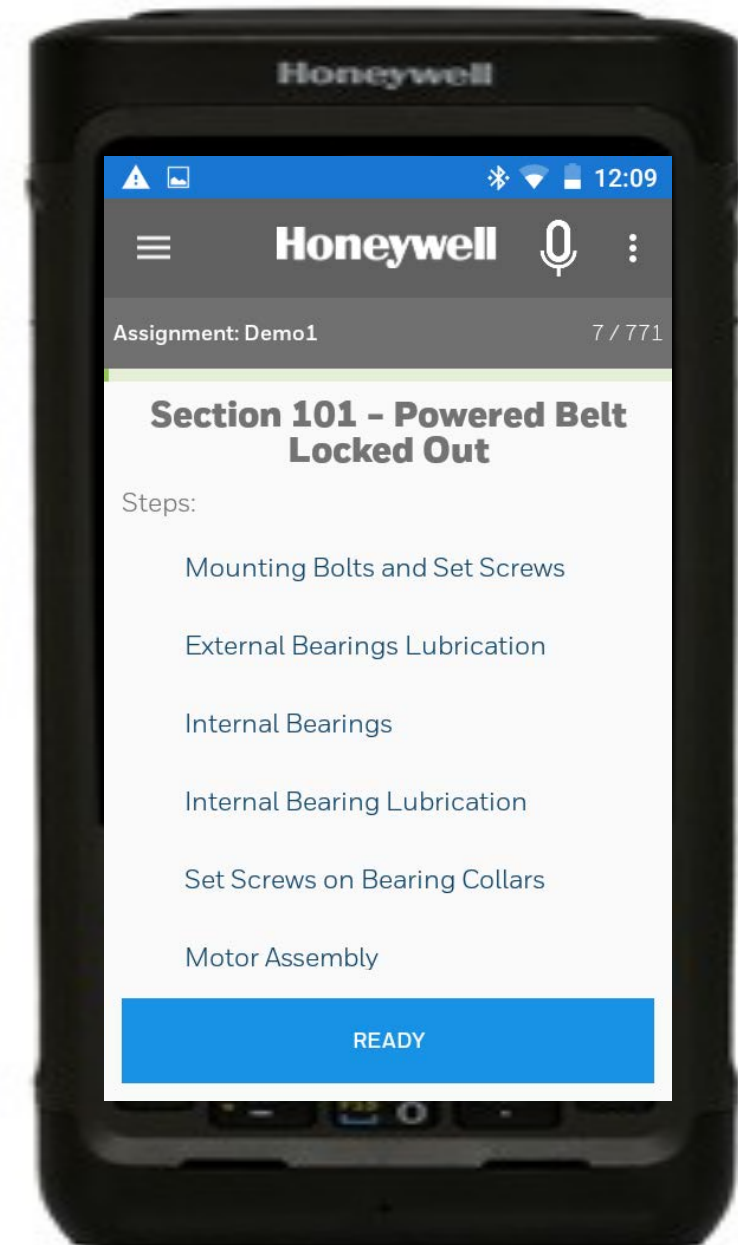 Honeywell
12:09
Honeywell
Assignment: Demo1
7 / 771
Section 101 – Powered Belt
Locked Out
Steps:
Mounting Bolts and Set Screws
External Bearings Lubrication
Internal Bearings
Internal Bearing Lubrication
Set Screws on Bearing Collars
Motor Assembly
READY